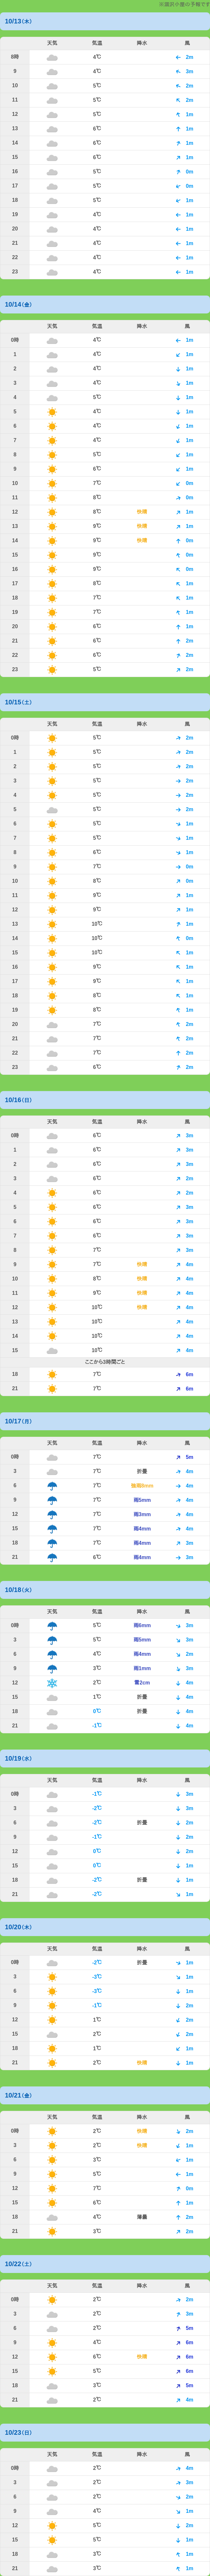 ※湯沢小屋の予報です
10/13(木)
天気 気温 降水 風
8時 4℃ 2m
9 4℃ 3m
10 5℃ 2m
11 5℃ 2m
12 5℃ 1m
13 6℃ 1m
14 6℃ 1m
15 6℃ 1m
16 5℃ 0m
17 5℃ 0m
18 5℃ 1m
19 4℃ 1m
20 4℃ 1m
21 4℃ 1m
22 4℃ 1m
23 4℃ 1m
10/14(金)
天気 気温 降水 風
0時 4℃ 1m
1 4℃ 1m
2 4℃ 1m
3 4℃ 1m
4 5℃ 1m
5 4℃ 1m
6 4℃ 1m
7 4℃ 1m
8 5℃ 1m
9 6℃ 1m
10 7℃ 0m
11 8℃ 0m
12 8℃ 快晴 1m
13 9℃ 快晴 1m
14 9℃ 快晴 0m
15 9℃ 0m
16 9℃ 0m
17 8℃ 1m
18 7℃ 1m
19 7℃ 1m
20 6℃ 1m
21 6℃ 2m
22 6℃ 2m
23 5℃ 2m
10/15(土)
天気 気温 降水 風
0時 5℃ 2m
1 5℃ 2m
2 5℃ 2m
3 5℃ 2m
4 5℃ 2m
5 5℃ 2m
6 5℃ 1m
7 5℃ 1m
8 6℃ 1m
9 7℃ 0m
10 8℃ 0m
11 9℃ 1m
12 9℃ 1m
13 10℃ 1m
14 10℃ 0m
15 10℃ 1m
16 9℃ 1m
17 9℃ 1m
18 8℃ 1m
19 8℃ 1m
20 7℃ 2m
21 7℃ 2m
22 7℃ 2m
23 6℃ 2m
10/16(日)
天気 気温 降水 風
0時 6℃ 3m
1 6℃ 3m
2 6℃ 3m
3 6℃ 2m
4 6℃ 2m
5 6℃ 3m
6 6℃ 3m
7 6℃ 3m
8 7℃ 3m
9 7℃ 快晴 4m
10 8℃ 快晴 4m
11 9℃ 快晴 4m
12 10℃ 快晴 4m
13 10℃ 4m
14 10℃ 4m
15 10℃ 4m
ここから3時間ごと
18 7℃ 6m
21 7℃ 6m
10/17(月)
天気 気温 降水 風
0時 7℃ 5m
3 7℃ 折曇 4m
6 7℃ 4m
9 7℃ 雨5mm 4m
12 7℃ 雨3mm 4m
15 7℃ 雨4mm 4m
18 7℃ 雨4mm 3m
21 6℃ 雨4mm 3m
10/18(火)
天気 気温 降水 風
0時 5℃ 雨6mm 3m
3 5℃ 雨5mm 3m
6 4℃ 雨4mm 2m
9 3℃ 雨1mm 3m
12 2℃ 雪2cm 4m
15 1℃ 折曇 4m
18 0℃ 折曇 4m
21 -1℃ 4m
10/19(水)
天気 気温 降水 風
0時 -1℃ 3m
3 -2℃ 3m
6 -2℃ 折曇 2m
9 -1℃ 2m
12 0℃ 2m
15 0℃ 1m
18 -2℃ 折曇 1m
21 -2℃ 1m
10/20(木)
天気 気温 降水 風
0時 -2℃ 折曇 1m
3 -3℃ 1m
6 -3℃ 1m
9 -1℃ 2m
12 1℃ 2m
15 2℃ 2m
18 1℃ 1m
21 2℃ 快晴 1m
10/21(金)
天気 気温 降水 風
0時 2℃ 快晴 2m
3 2℃ 快晴 1m
6 3℃ 1m
9 5℃ 1m
12 7℃ 0m
15 6℃ 1m
18 4℃ 薄曇 2m
21 3℃ 2m
10/22(土)
天気 気温 降水 風
0時 2℃ 2m
3 2℃ 3m
6 2℃ 5m
9 4℃ 6m
12 6℃ 快晴 6m
15 5℃ 6m
18 3℃ 5m
21 2℃ 4m
10/23(日)
天気 気温 降水 風
0時 2℃ 4m
3 2℃ 3m
6 2℃ 2m
9 4℃ 1m
12 5℃ 2m
15 5℃ 1m
18 3℃ 1m
21 3℃ 1m